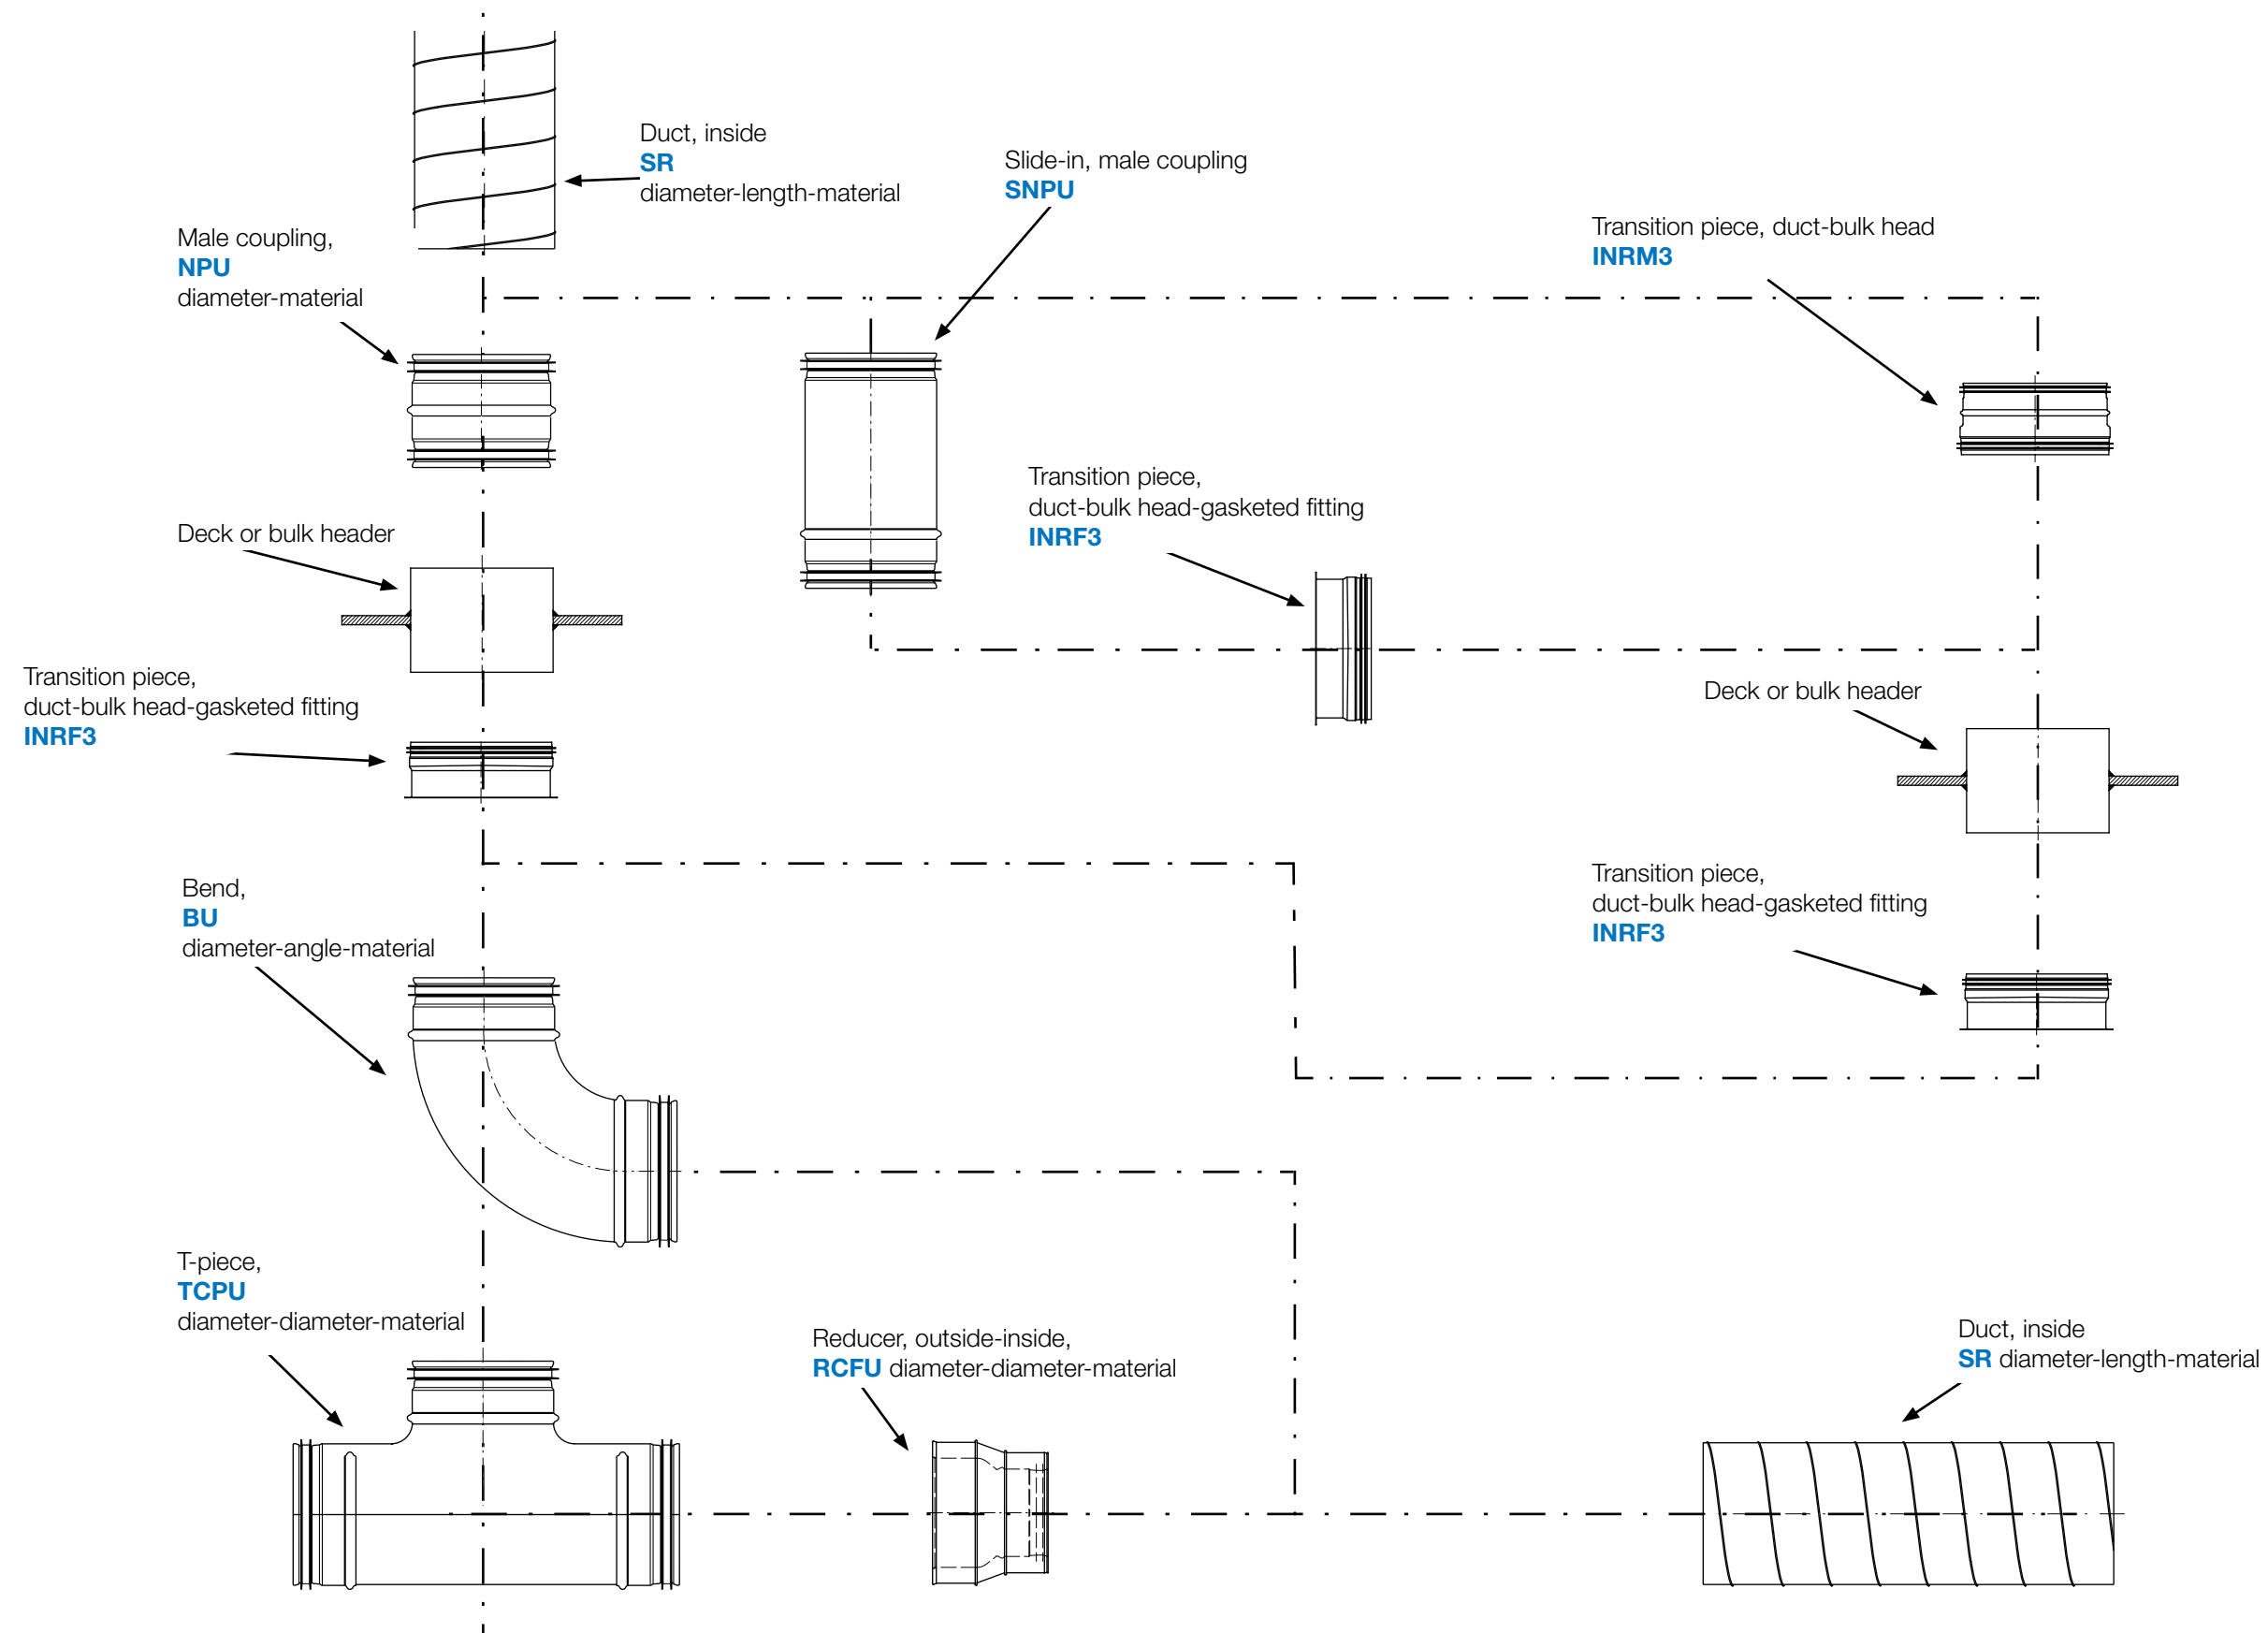 Duct, inside
SR
diameter-length-material
Slide-in, male coupling
SNPU
Transition piece, duct-bulk head
INRM3
Male coupling,
NPU
diameter-material
Transition piece,
duct-bulk head-gasketed fitting
INRF3
Deck or bulk header
Transition piece,
duct-bulk head-gasketed fitting
INRF3
Deck or bulk header
Bend,
BU
diameter-angle-material
Transition piece,
duct-bulk head-gasketed fitting
INRF3
T-piece,
TCPU
diameter-diameter-material
Reducer, outside-inside,
RCFU diameter-diameter-material
Duct, inside
SR diameter-length-material